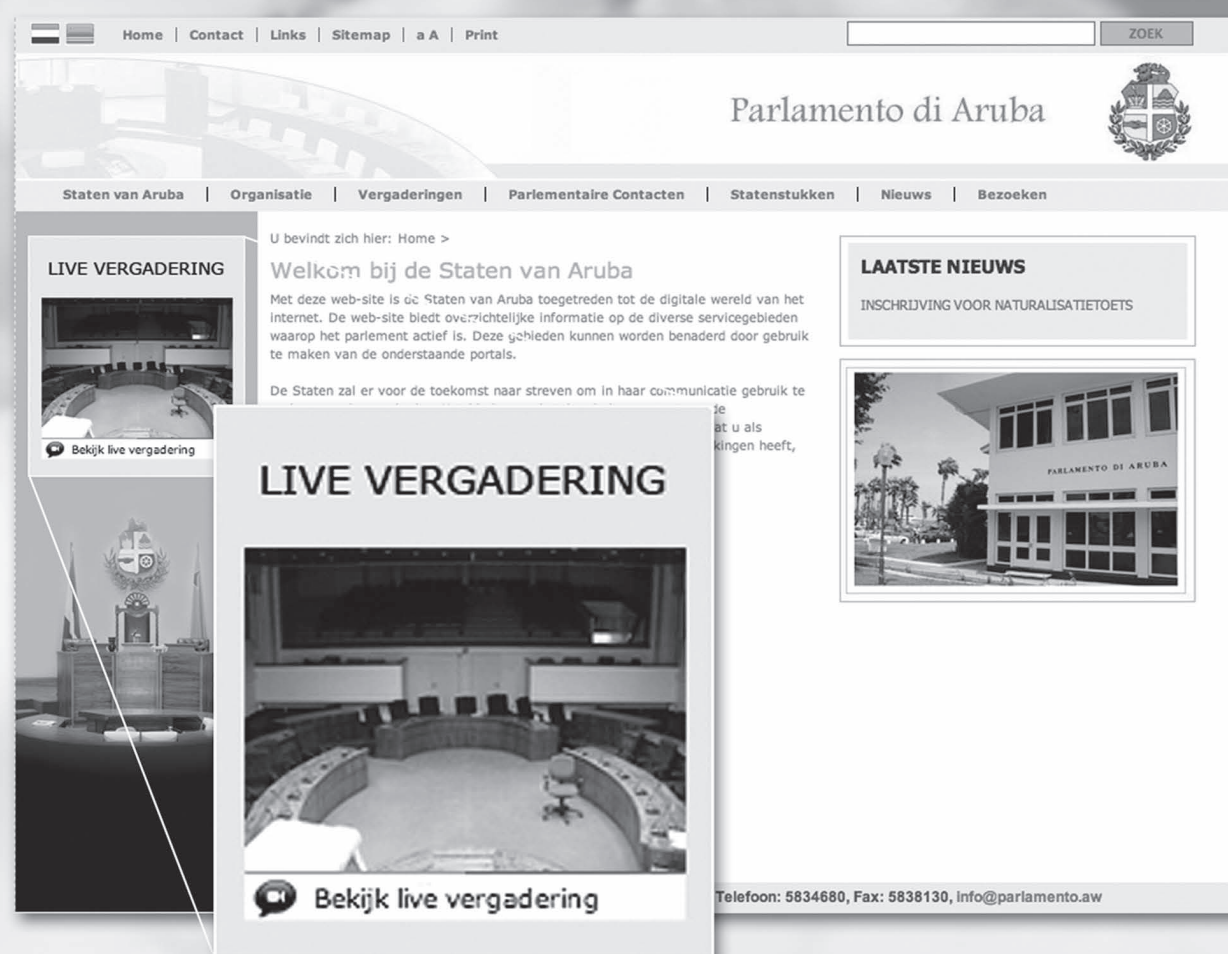 Home | Contact | Links | Sitemap | a A | Print
ZOEK
Parlamento di Aruba
Staten van Aruba | Organisatie | Vergaderingen | Parlementaire Contacten | Statenstukken | Nieuws | Bezoeken
LIVE VERGADERING
Bekijk live vergadering
U bevindt zich hier: Home >
Welkom bij de Staten van Aruba
Met deze web-site is de Staten van Aruba toegetreden tot de digitale wereld van het
internet. De web-site biedt overzichtelijke informatie op de diverse servicegebieden
waarop het parlement actief is. Deze gebieden kunnen worden benaderd door gebruik
te maken van de onderstaande portals.
De Staten zal er voor de toekomst naar streven om in haar communicatie gebruik te
de
at u als
kingen heeft,
LIVE VERGADERING
Bekijk live vergadering
LAATSTE NIEUWS
INSCHRIJVING VOOR NATURALISATIETOETS
PARLAMENTO DI ARUBA
Telefoon: 5834680, Fax: 5838130, info@parlamento.aw